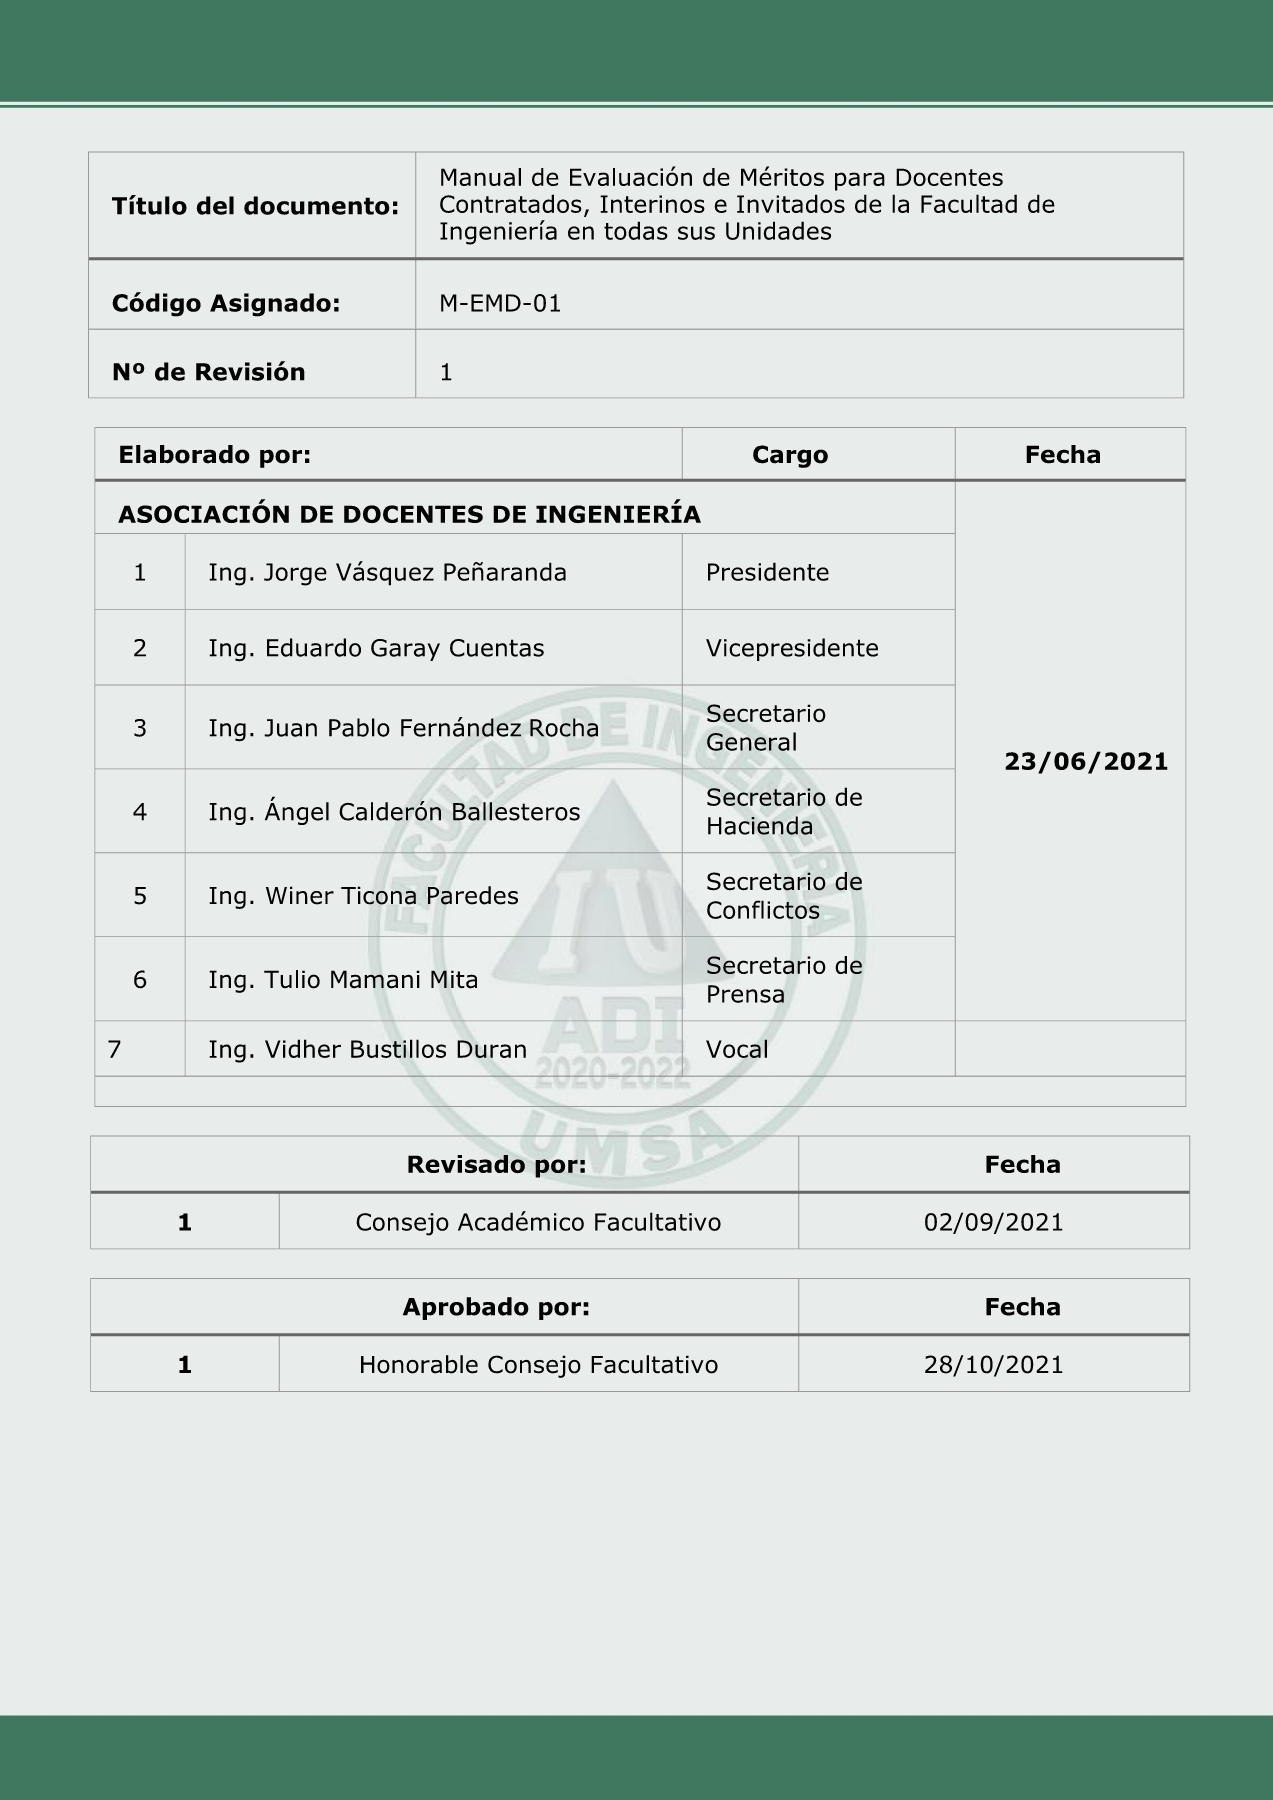 Título del documento:
Manual de Evaluación de Méritos para Docentes
Contratados, Interinos e Invitados de la Facultad de
Ingeniería en todas sus Unidades
Código Asignado:
M-EMD-01
Nº de Revisión
1
Elaborado por:
Cargo
Fecha
ASOCIACIÓN DE DOCENTES DE INGENIERÍA
1
Ing. Jorge Vásquez Peñaranda
Presidente
2
Ing. Eduardo Garay Cuentas
Vicepresidente
3
Ing. Juan Pablo Fernández Rocha
Secretario
General
23/06/2021
4
Ing. Ángel Calderón Ballesteros
Secretario de
Hacienda
5
Ing. Winer Ticona Paredes
Secretario de
Conflictos
6
Ing. Tulio Mamani Mita
Secretario de
Prensa
7
Ing. Vidher Bustillos Duran
Vocal
FACULTAD DE INGENIERIA
IU
ADI
2020-2022
UMSA
Revisado por:
Fecha
1
Consejo Académico Facultativo
02/09/2021
Aprobado por:
Fecha
1
Honorable Consejo Facultativo
28/10/2021